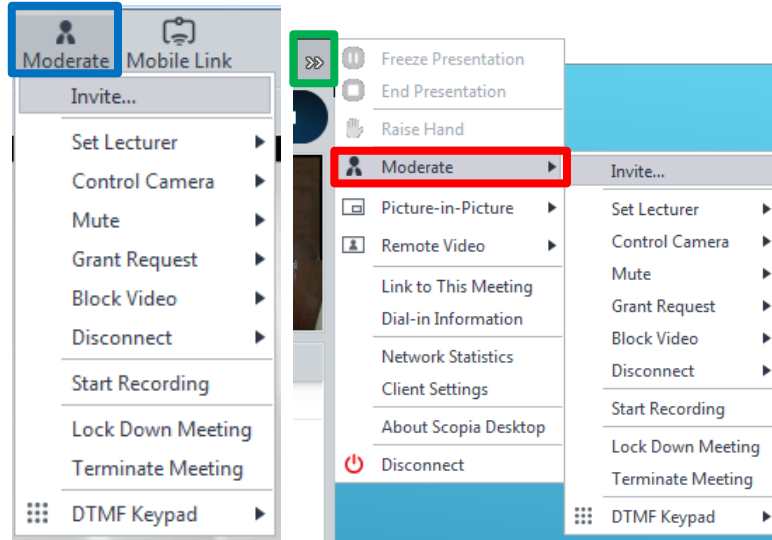 Moderate
Mobile Link
Invite...
Set Lecturer
Control Camera
Mute
Grant Request
Block Video
Disconnect
Start Recording
Lock Down Meeting
Terminate Meeting
DTMF Keypad
Freeze Presentation
End Presentation
Raise Hand
Moderate
Picture-in-Picture
Remote Video
Link to This Meeting
Dial-in Information
Network Statistics
Client Settings
About Scopia Desktop
Disconnect
Invite...
Set Lecturer
Control Camera
Mute
Grant Request
Block Video
Disconnect
Start Recording
Lock Down Meeting
Terminate Meeting
DTMF Keypad